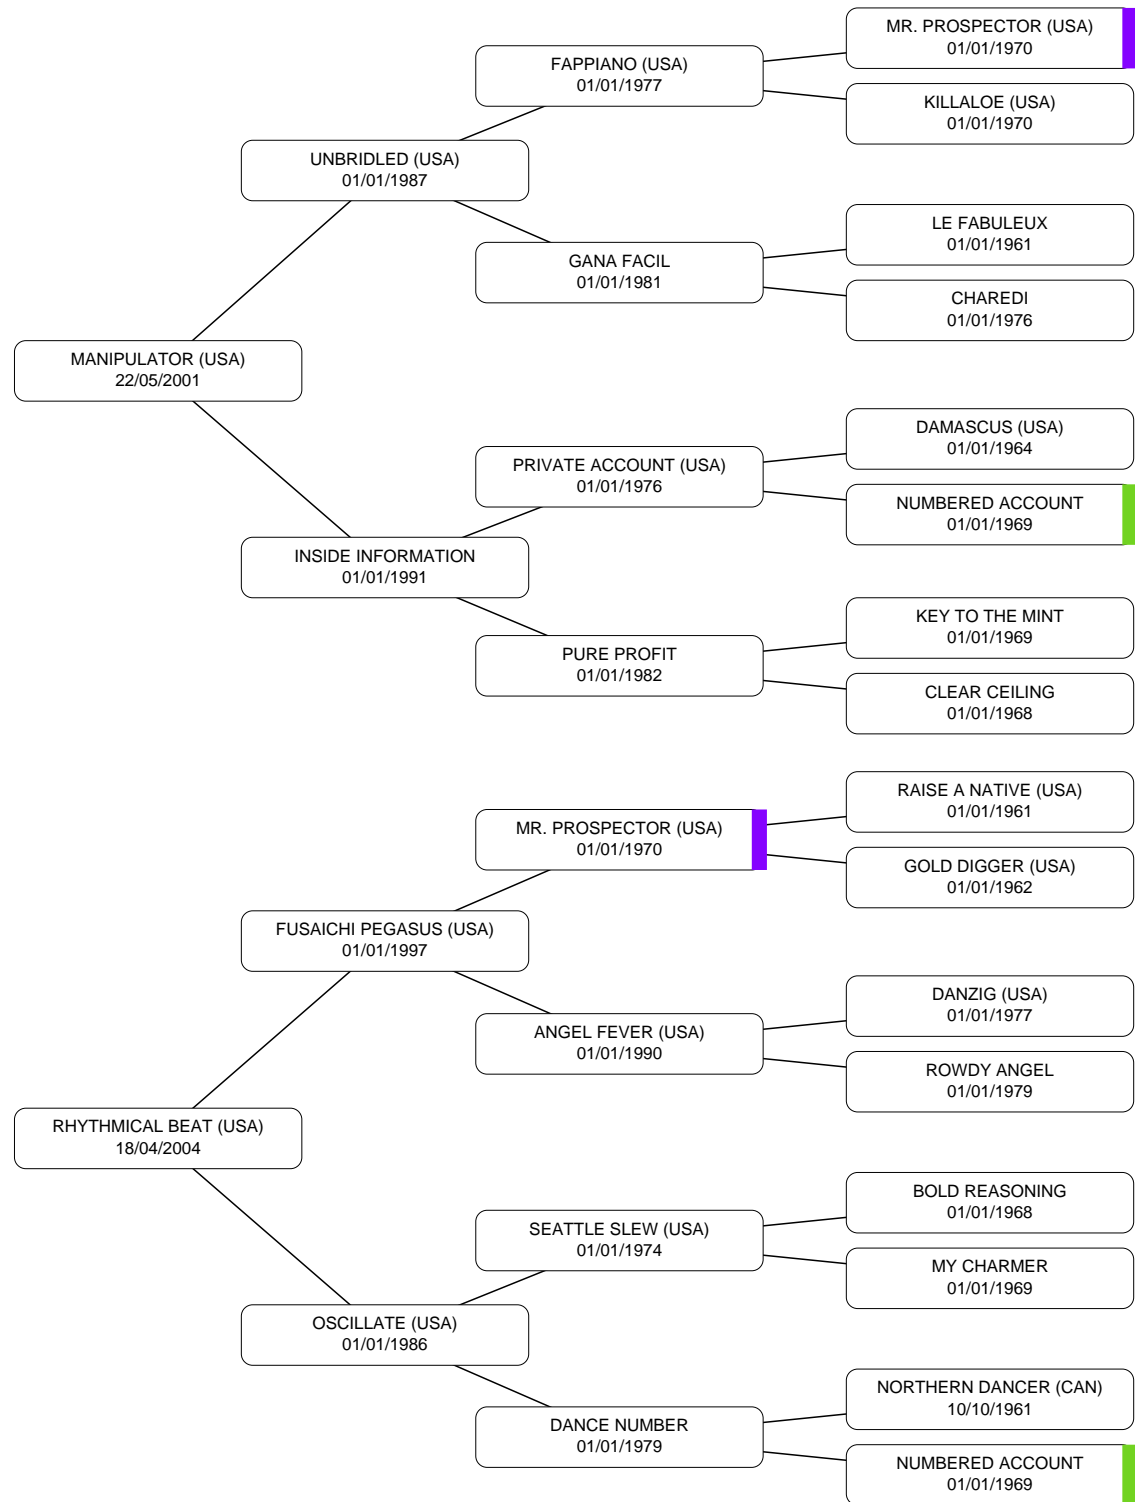 MR. PROSPECTOR (USA)
01/01/1970
FAPPIANO (USA)
01/01/1977
KILLALOE (USA)
01/01/1970
UNBRIDLED (USA)
01/01/1987
LE FABULEUX
01/01/1961
GANA FACIL
01/01/1981
CHAREDI
01/01/1976
MANIPULATOR (USA)
22/05/2001
DAMASCUS (USA)
01/01/1964
PRIVATE ACCOUNT (USA)
01/01/1976
NUMBERED ACCOUNT
01/01/1969
INSIDE INFORMATION
01/01/1991
KEY TO THE MINT
01/01/1969
PURE PROFIT
01/01/1982
CLEAR CEILING
01/01/1968
RAISE A NATIVE (USA)
01/01/1961
MR. PROSPECTOR (USA)
01/01/1970
GOLD DIGGER (USA)
01/01/1962
FUSAICHI PEGASUS (USA)
01/01/1997
DANZIG (USA)
01/01/1977
ANGEL FEVER (USA)
01/01/1990
ROWDY ANGEL
01/01/1979
RHYTHMICAL BEAT (USA)
18/04/2004
BOLD REASONING
01/01/1968
SEATTLE SLEW (USA)
01/01/1974
MY CHARMER
01/01/1969
OSCILLATE (USA)
01/01/1986
NORTHERN DANCER (CAN)
10/10/1961
DANCE NUMBER
01/01/1979
NUMBERED ACCOUNT
01/01/1969